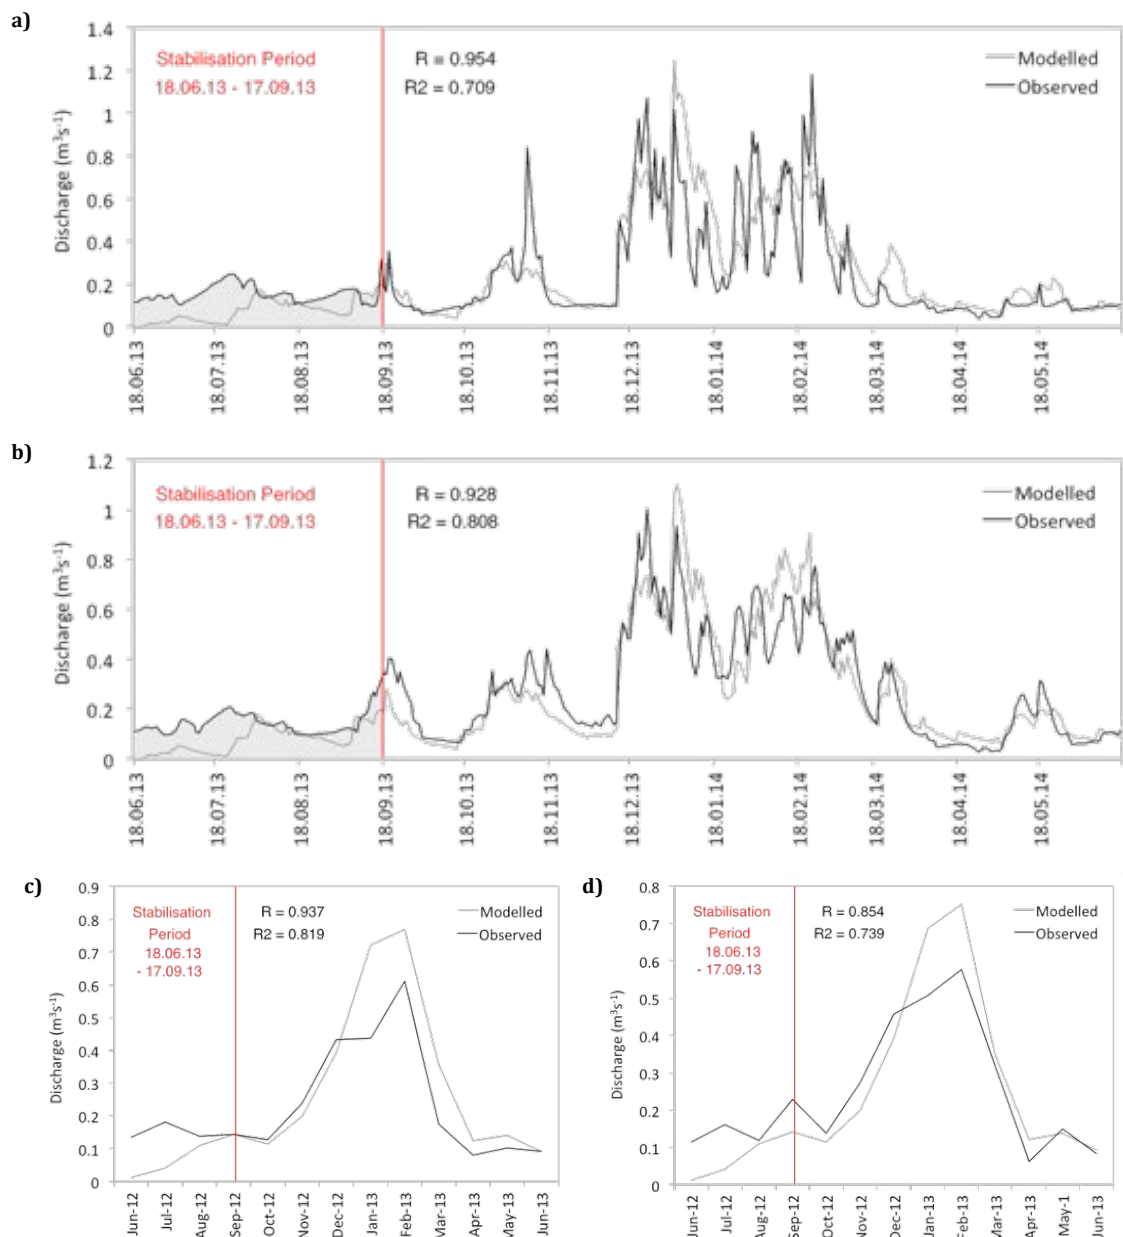 a)
1.4
1.2
1
0.8
0.6
0.4
0.2
0
Discharge (m³s⁻¹)
Stabilisation Period
18.06.13 - 17.09.13
R = 0.954
R2 = 0.709
Modelled
Observed
18.06.13
18.07.13
18.08.13
18.09.13
18.10.13
18.11.13
18.12.13
18.01.14
18.02.14
18.03.14
18.04.14
18.05.14
b)
1.2
1
0.8
0.6
0.4
0.2
0
Discharge (m³s⁻¹)
Stabilisation Period
18.06.13 - 17.09.13
R = 0.928
R2 = 0.808
Modelled
Observed
18.06.13
18.07.13
18.08.13
18.09.13
18.10.13
18.11.13
18.12.13
18.01.14
18.02.14
18.03.14
18.04.14
18.05.14
c)
0.9
0.8
0.7
0.6
0.5
0.4
0.3
0.2
0.1
0
Discharge (m³s⁻¹)
Stabilisation
Period
18.06.13
- 17.09.13
R = 0.937
R2 = 0.819
Modelled
Observed
Jun-12
Jul-12
Aug-12
Sep-12
Oct-12
Nov-12
Dec-12
Jan-13
Feb-13
Mar-13
Apr-13
May-13
Jun-13
d)
0.8
0.7
0.6
0.5
0.4
0.3
0.2
0.1
0
Discharge (m³s⁻¹)
Stabilisation
Period
18.06.13
- 17.09.13
R = 0.854
R2 = 0.739
Modelled
Observed
Jun-12
Jul-12
Aug-12
Sep-12
Oct-12
Nov-12
Dec-12
Jan-13
Feb-13
Mar-13
Apr-13
May-1
Jun-13